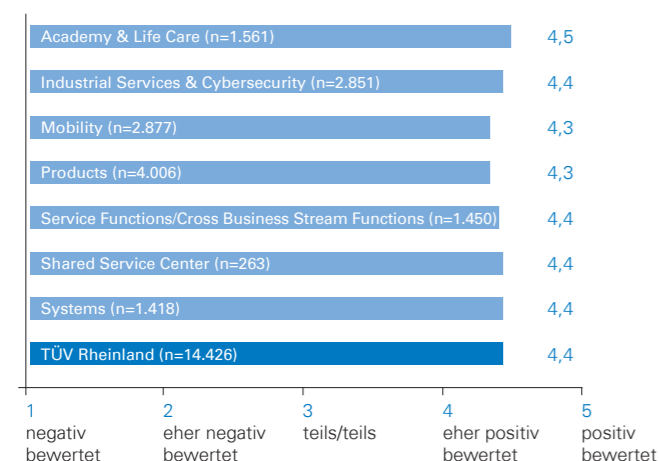 Academy & Life Care (n=1.561) 4,5
Industrial Services & Cybersecurity (n=2.851) 4,4
Mobility (n=2.877) 4,3
Products (n=4.006) 4,3
Service Functions/Cross Business Stream Functions (n=1.450) 4,4
Shared Service Center (n=263) 4,4
Systems (n=1.418) 4,4
TÜV Rheinland (n=14.426) 4,4
1 2 3 4 5
negativ eher negativ teils/teils eher positiv positiv
bewertet bewertet bewertet bewertet